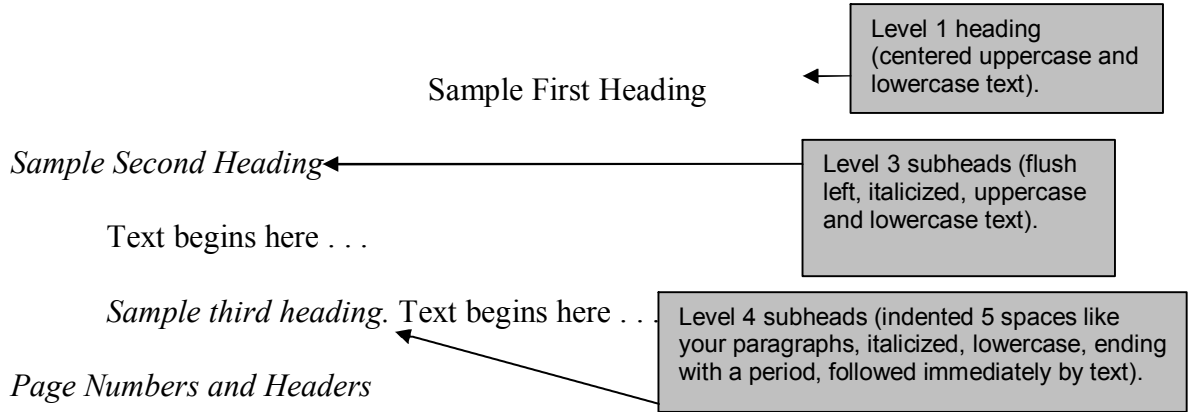 Level 1 heading
(centered uppercase and
lowercase text).
Sample First Heading
Sample Second Heading
Level 3 subheads (flush
left, italicized, uppercase
and lowercase text).
Text begins here . . .
Sample third heading. Text begins here . . .
Level 4 subheads (indented 5 spaces like
your paragraphs, italicized, lowercase, ending
with a period, followed immediately by text).
Page Numbers and Headers